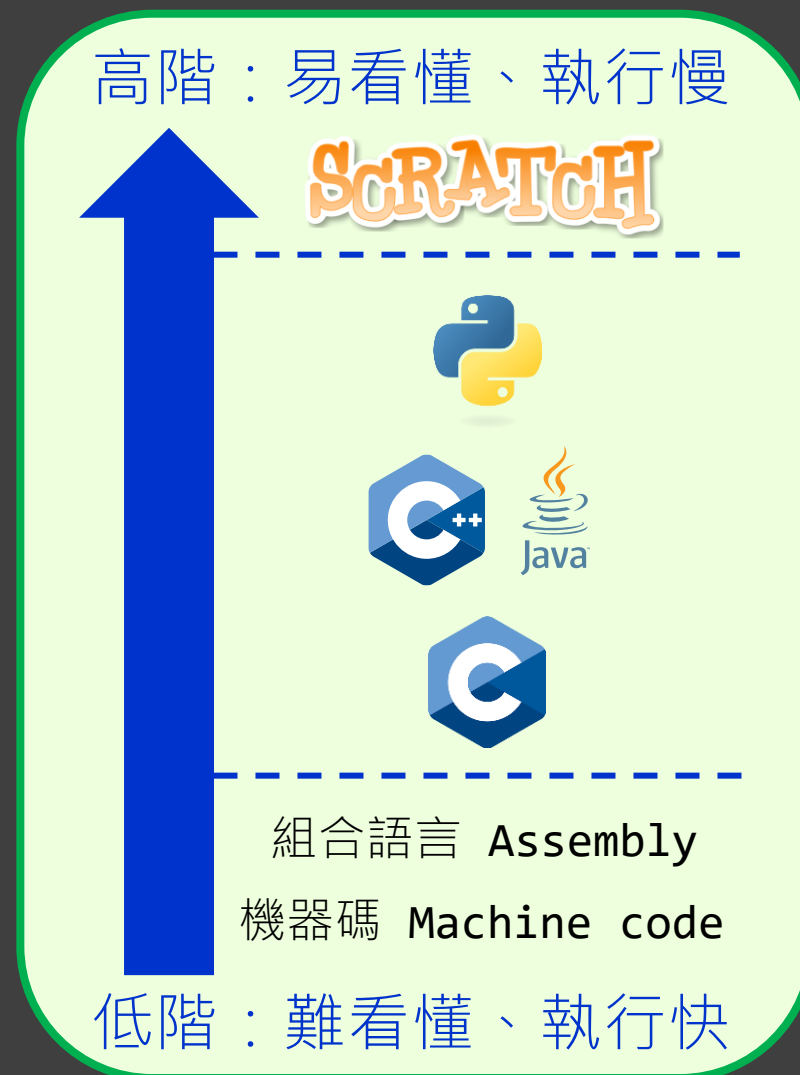 高階：易看懂、執行慢
SCRATCH
C++
Java
C
組合語言 Assembly
機器碼 Machine code
低階：難看懂、執行快